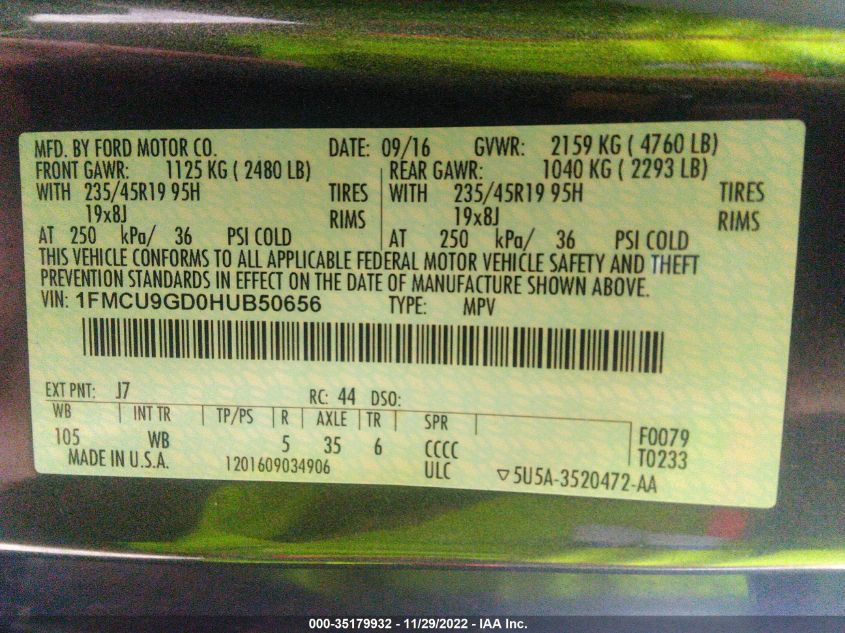 MFD. BY FORD MOTOR CO. DATE: 09/16 GVWR: 2159 KG ( 4760 LB)
FRONT GAWR: 1125 KG ( 2480 LB) REAR GAWR: 1040 KG ( 2293 LB)
WITH 235/45R19 95H TIRES WITH 235/45R19 95H TIRES
19x8J RIMS 19x8J RIMS
AT 250 kPa/ 36 PSI COLD AT 250 kPa/ 36 PSI COLD
THIS VEHICLE CONFORMS TO ALL APPLICABLE FEDERAL MOTOR VEHICLE SAFETY AND THEFT
PREVENTION STANDARDS IN EFFECT ON THE DATE OF MANUFACTURE SHOWN ABOVE.
VIN: 1FMCU9GD0HUB50656 TYPE: MPV
EXT PNT: J7 RC: 44 DSO:
WB INT TR TP/PS R AXLE TR SPR
105 WB 5 35 6 CCCC F0079
MADE IN U.S.A. 1201609034906 ULC T0233
▽5U5A-3520472-AA
000-35179932 - 11/29/2022 - IAA Inc.